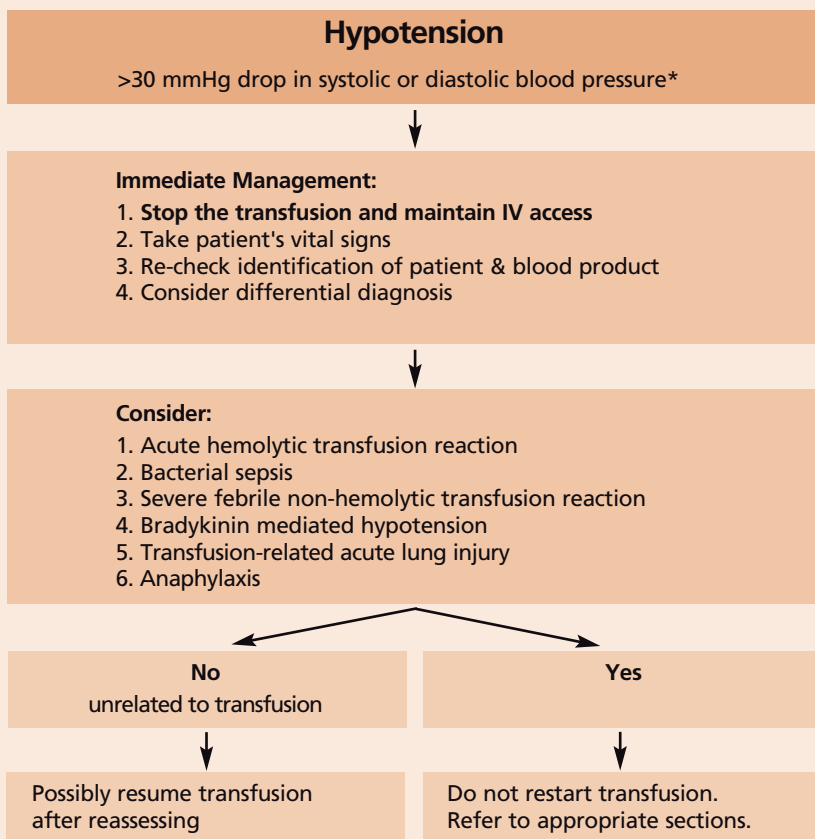 Hypotension
>30 mmHg drop in systolic or diastolic blood pressure*
Immediate Management:
1. Stop the transfusion and maintain IV access
2. Take patient's vital signs
3. Re-check identification of patient & blood product
4. Consider differential diagnosis
Consider:
1. Acute hemolytic transfusion reaction
2. Bacterial sepsis
3. Severe febrile non-hemolytic transfusion reaction
4. Bradykinin mediated hypotension
5. Transfusion-related acute lung injury
6. Anaphylaxis
No
unrelated to transfusion
Yes
Possibly resume transfusion
after reassessing
Do not restart transfusion.
Refer to appropriate sections.